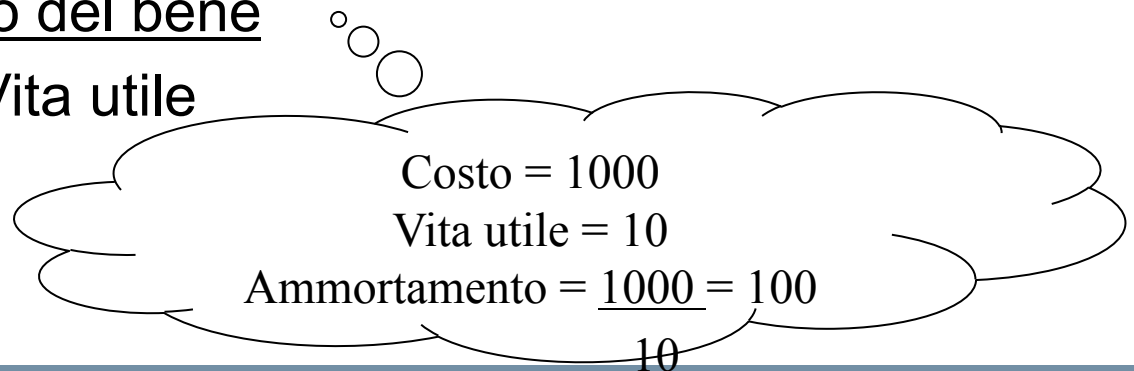 del bene
Vita utile
Costo = 1000
Vita utile = 10
Ammortamento = 1000 = 100
10